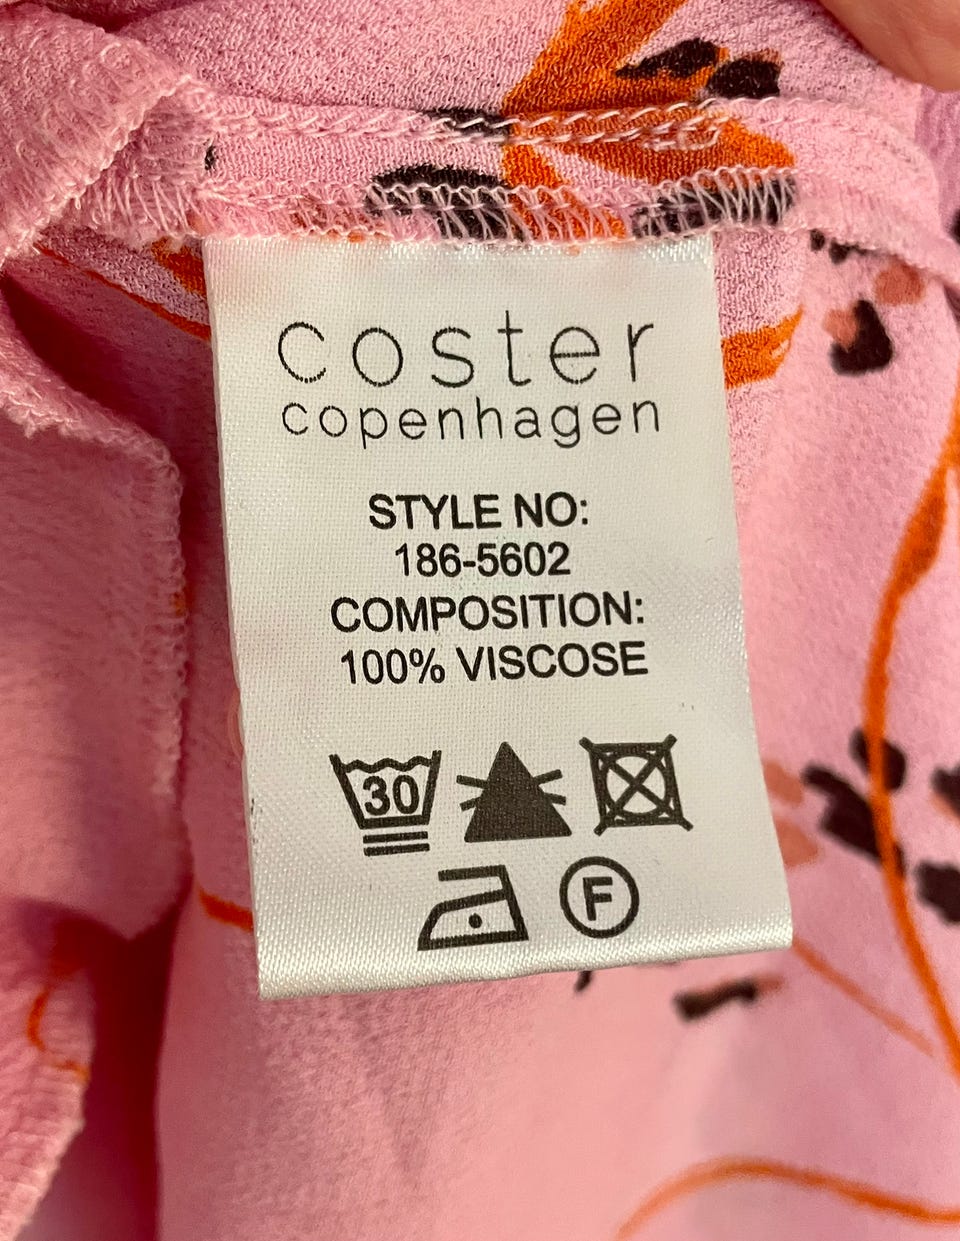 coster
copenhagen
STYLE NO:
186-5602
COMPOSITION:
100% VISCOSE
30
F